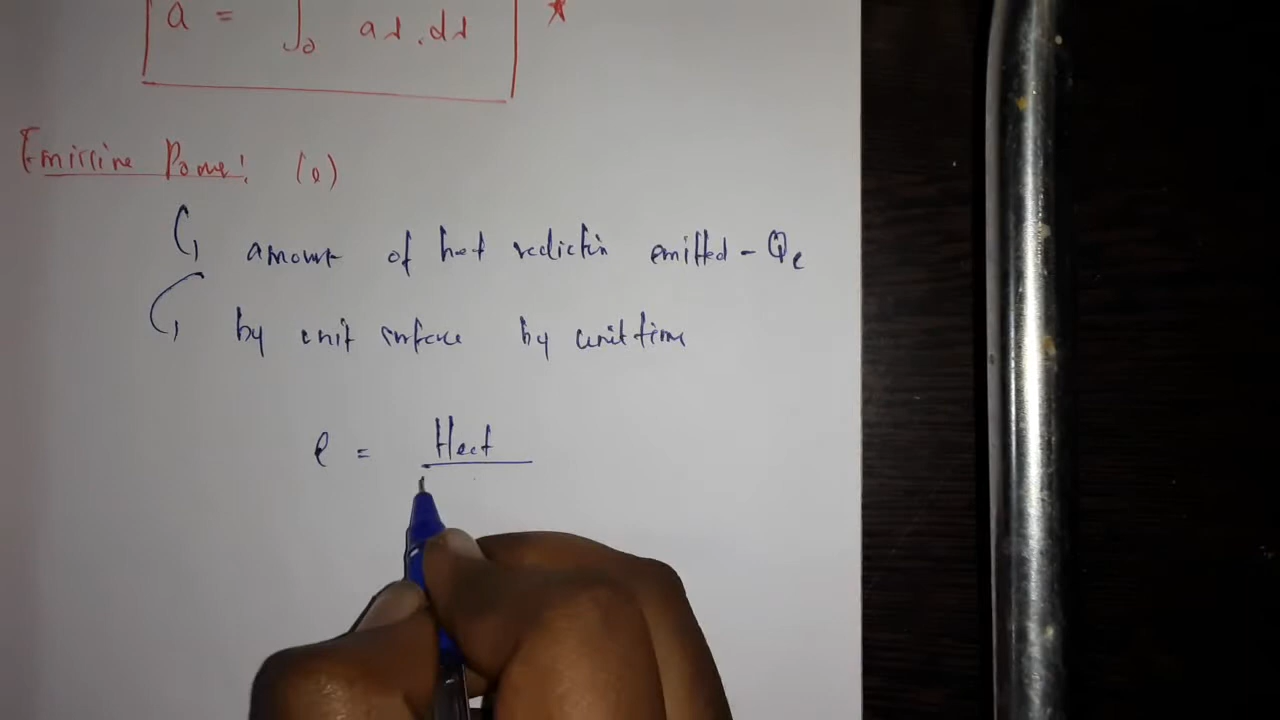 a = ∫₀ aλ . dλ *
Emissive Power: (e)
amount of heat radiation emitted - Qe
by unit surface by unit time
e = Heat